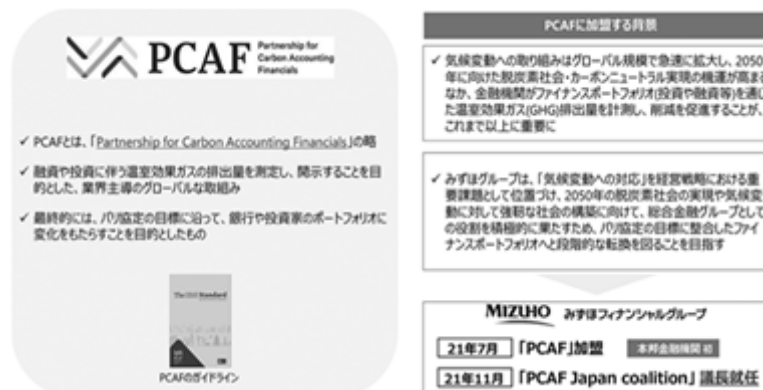 PCAF
Partnership for
Carbon Accounting
Financials
✓ PCAFとは、「Partnership for Carbon Accounting Financials」の略
✓ 融資や投資に伴う温室効果ガスの排出量を測定し、開示することを目
的とした、業界主導のグローバルな取組み
✓ 最終的には、パリ協定の目標に沿って、銀行や投資家のポートフォリオに
変化をもたらすことを目的としたもの
Standard
PCAFのガイドライン
PCAFに加盟する背景
✓ 気候変動への取り組みはグローバル規模で急速に拡大し、2050
年に向けた脱炭素社会・カーボンニュートラル実現の機運が高まる
なか、金融機関がファイナンスポートフォリオ(投資や融資等)を通じ
た温室効果ガス(GHG)排出量を計測し、削減を促進することが、
これまで以上に重要に
✓ みずほグループは、「気候変動への対応」を経営戦略における重
要課題として位置づけ、2050年の脱炭素社会の実現や気候変
動に対して強靭な社会の構築に向けて、総合金融グループとして
の役割を積極的に果たすため、パリ協定の目標に整合したファイ
ナンスポートフォリオへと段階的な転換を図ることを目指す
MIZUHO みずほフィナンシャルグループ
21年7月 「PCAF」加盟 本邦金融機関 初
21年11月 「PCAF Japan coalition」議長就任